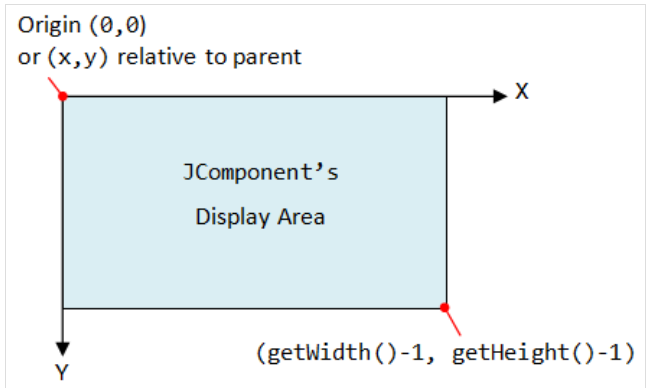 Origin (0,0)
or (x,y) relative to parent
X
JComponent’s
Display Area
(getWidth()-1, getHeight()-1)
Y